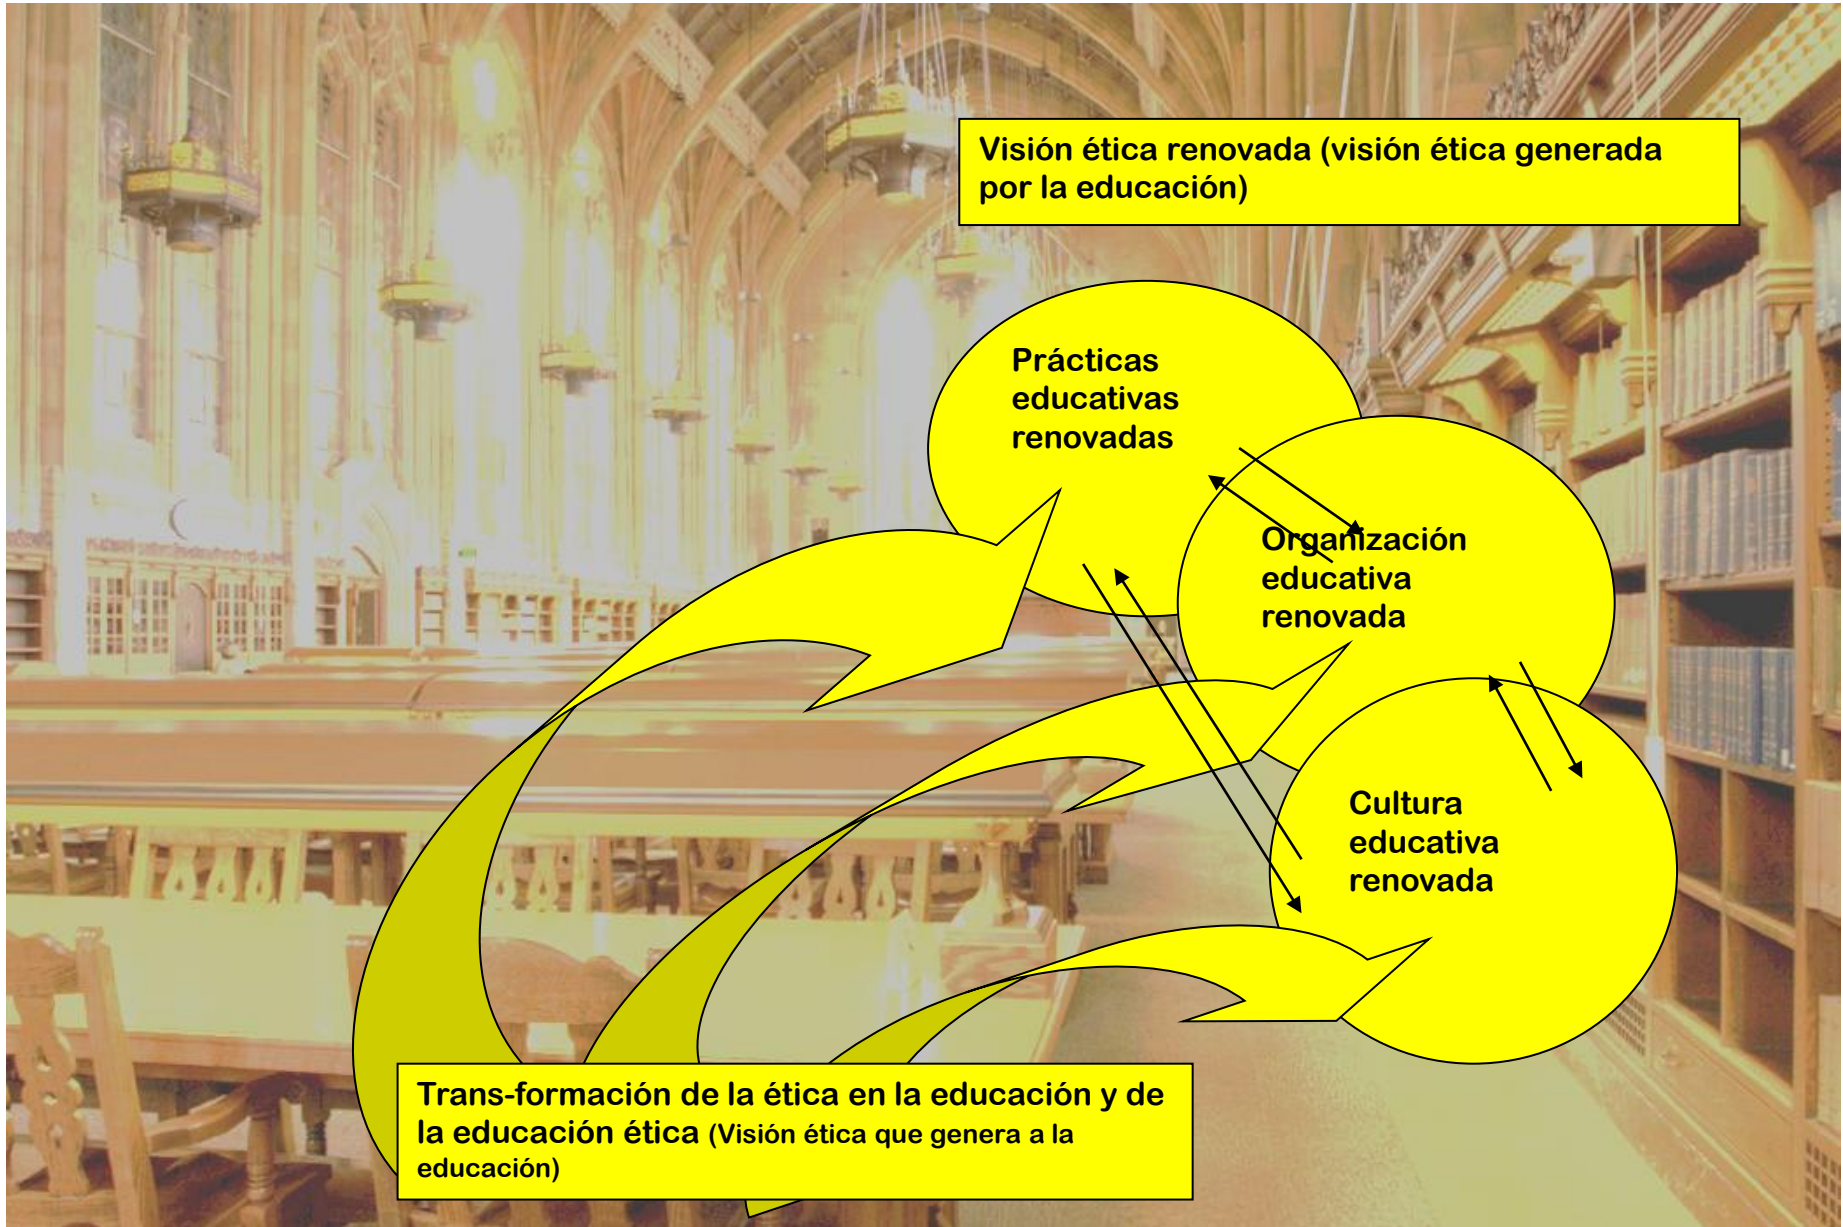 Visión ética renovada (visión ética generada
por la educación)
Prácticas
educativas
renovadas
Organización
educativa
renovada
Cultura
educativa
renovada
Trans-formación de la ética en la educación y de
la educación ética (Visión ética que genera a la
educación)